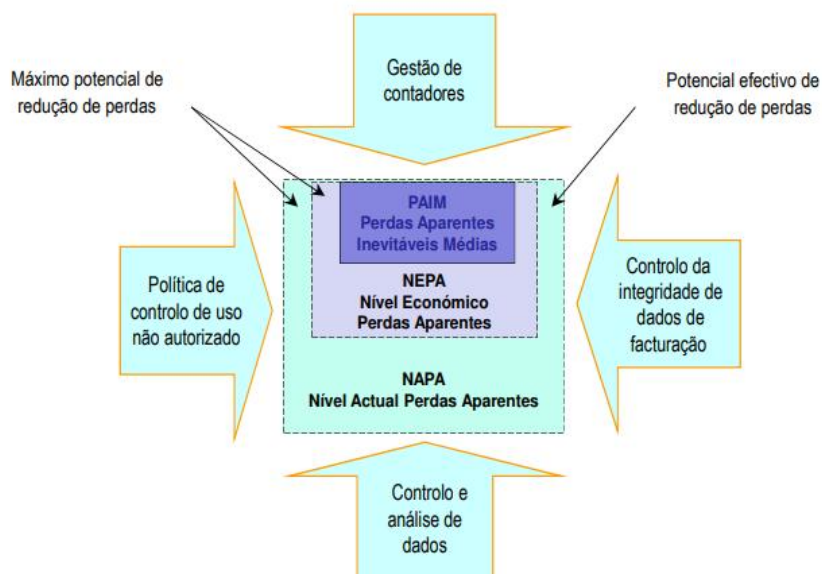 Máximo potencial de
redução de perdas
Gestão de
contadores
Potencial efectivo de
redução de perdas
PAIM
Perdas Aparentes
Inevitáveis Médias
Política de
controlo de uso
não autorizado
NEPA
Nível Económico
Perdas Aparentes
Controlo da
integridade de
dados de
facturação
NAPA
Nível Actual Perdas Aparentes
Controlo e
análise de
dados